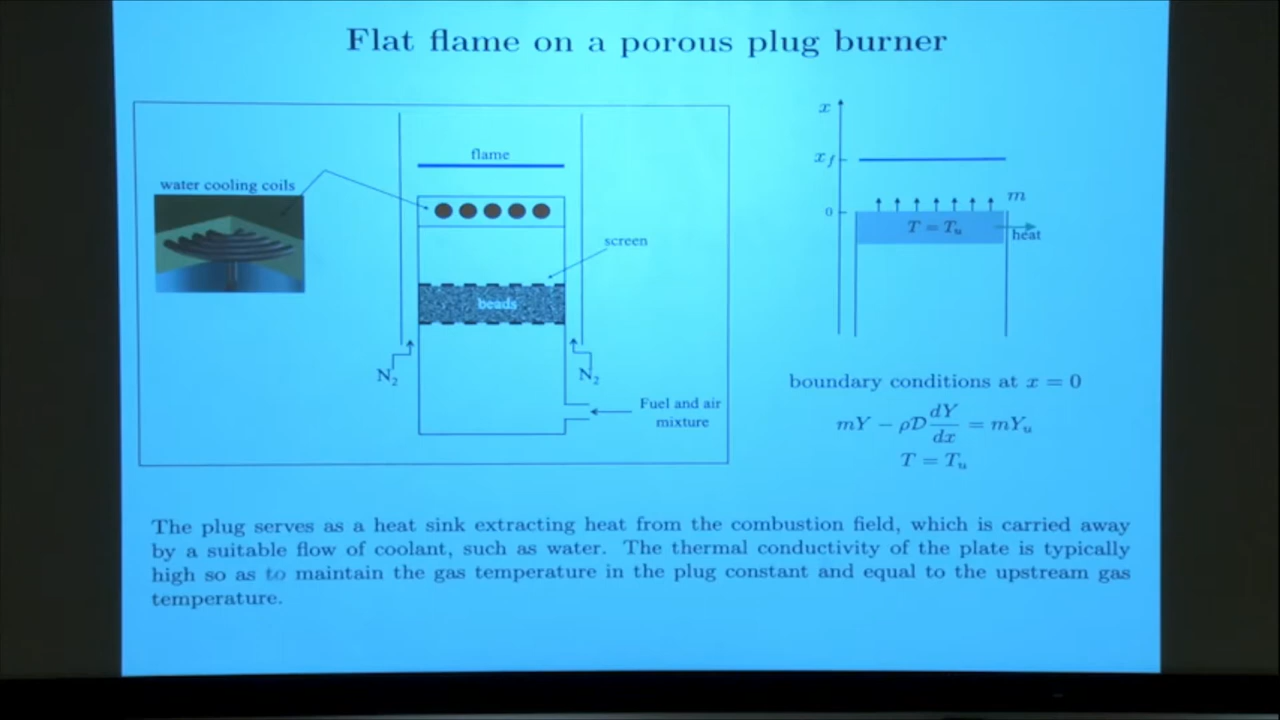 Flat flame on a porous plug burner
flame
water cooling coils
screen
beads
N₂
N₂
Fuel and air
mixture
x
x_f
m
0
T = T_u
heat
boundary conditions at x = 0
mY − ρD dY/dx = mY_u
T = T_u
The plug serves as a heat sink extracting heat from the combustion field, which is carried away
by a suitable flow of coolant, such as water. The thermal conductivity of the plate is typically
high so as to maintain the gas temperature in the plug constant and equal to the upstream gas
temperature.